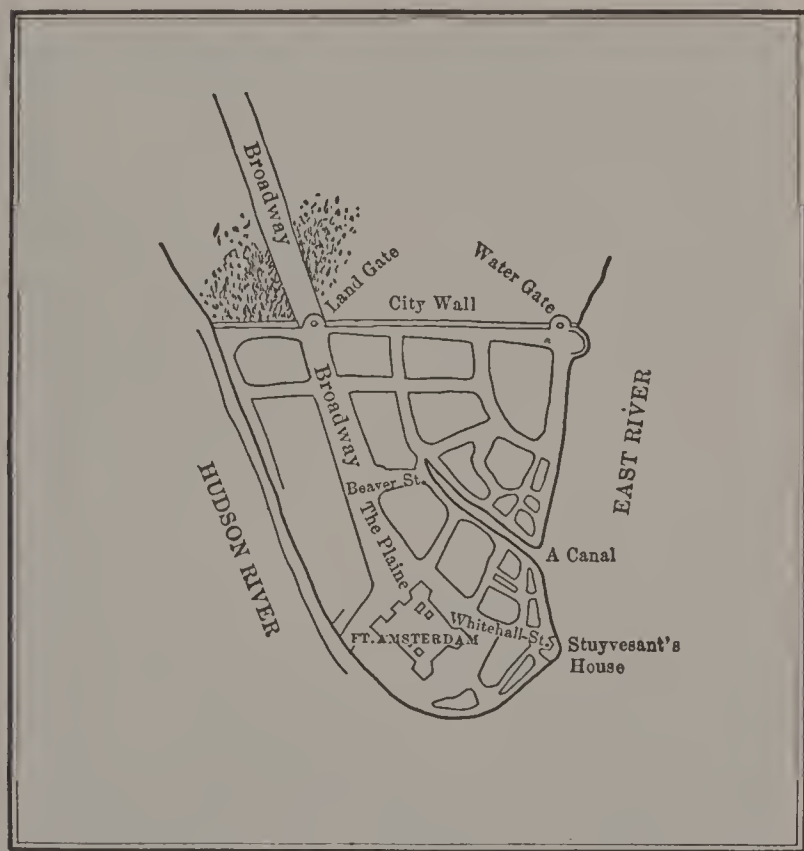 Broadway
Land Gate
City Wall
Water Gate
Broadway
HUDSON RIVER
EAST RIVER
Beaver St.
The Plaine
A Canal
FT. AMSTERDAM
Whitehall St.
Stuyvesant's
House